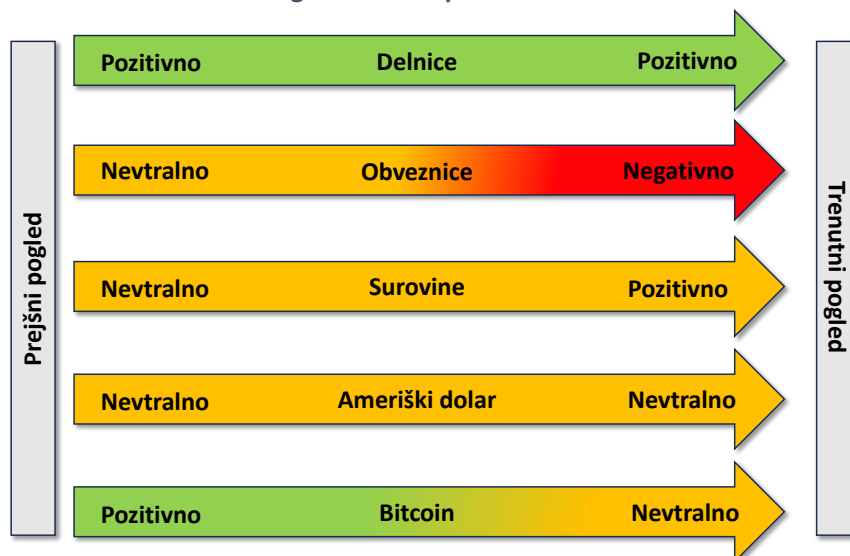 Prejšni pogled
Pozitivno Delnice Pozitivno
Nevtralno Obveznice Negativno
Nevtralno Surovine Pozitivno
Nevtralno Ameriški dolar Nevtralno
Pozitivno Bitcoin Nevtralno
Trenutni pogled